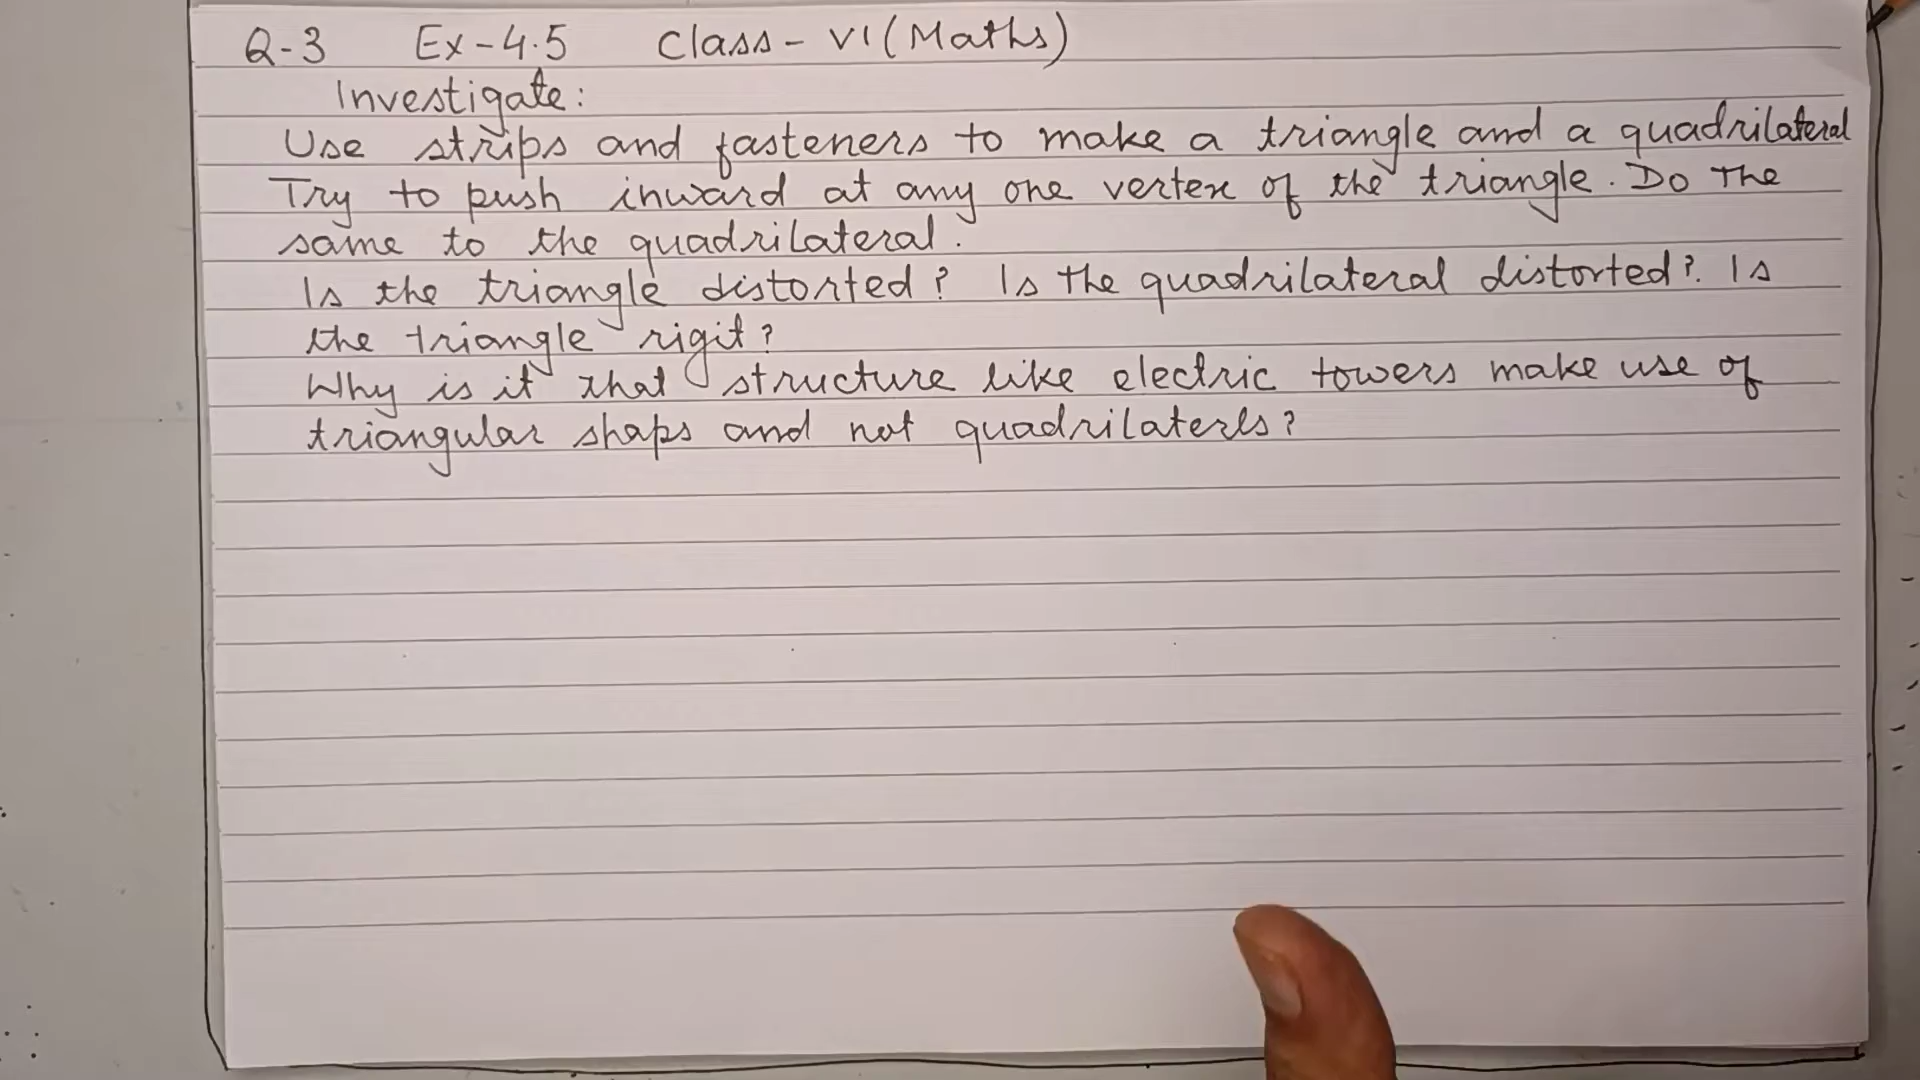 Q-3 Ex-4.5 Class-VI (Maths)
Investigate:
Use strips and fasteners to make a triangle and a quadrilateral
Try to push inward at any one vertex of the triangle. Do the
same to the quadrilateral.
Is the triangle distorted? Is the quadrilateral distorted? Is
the triangle rigit?
Why is it that structure like electric towers make use of
triangular shaps and not quadrilaterls?